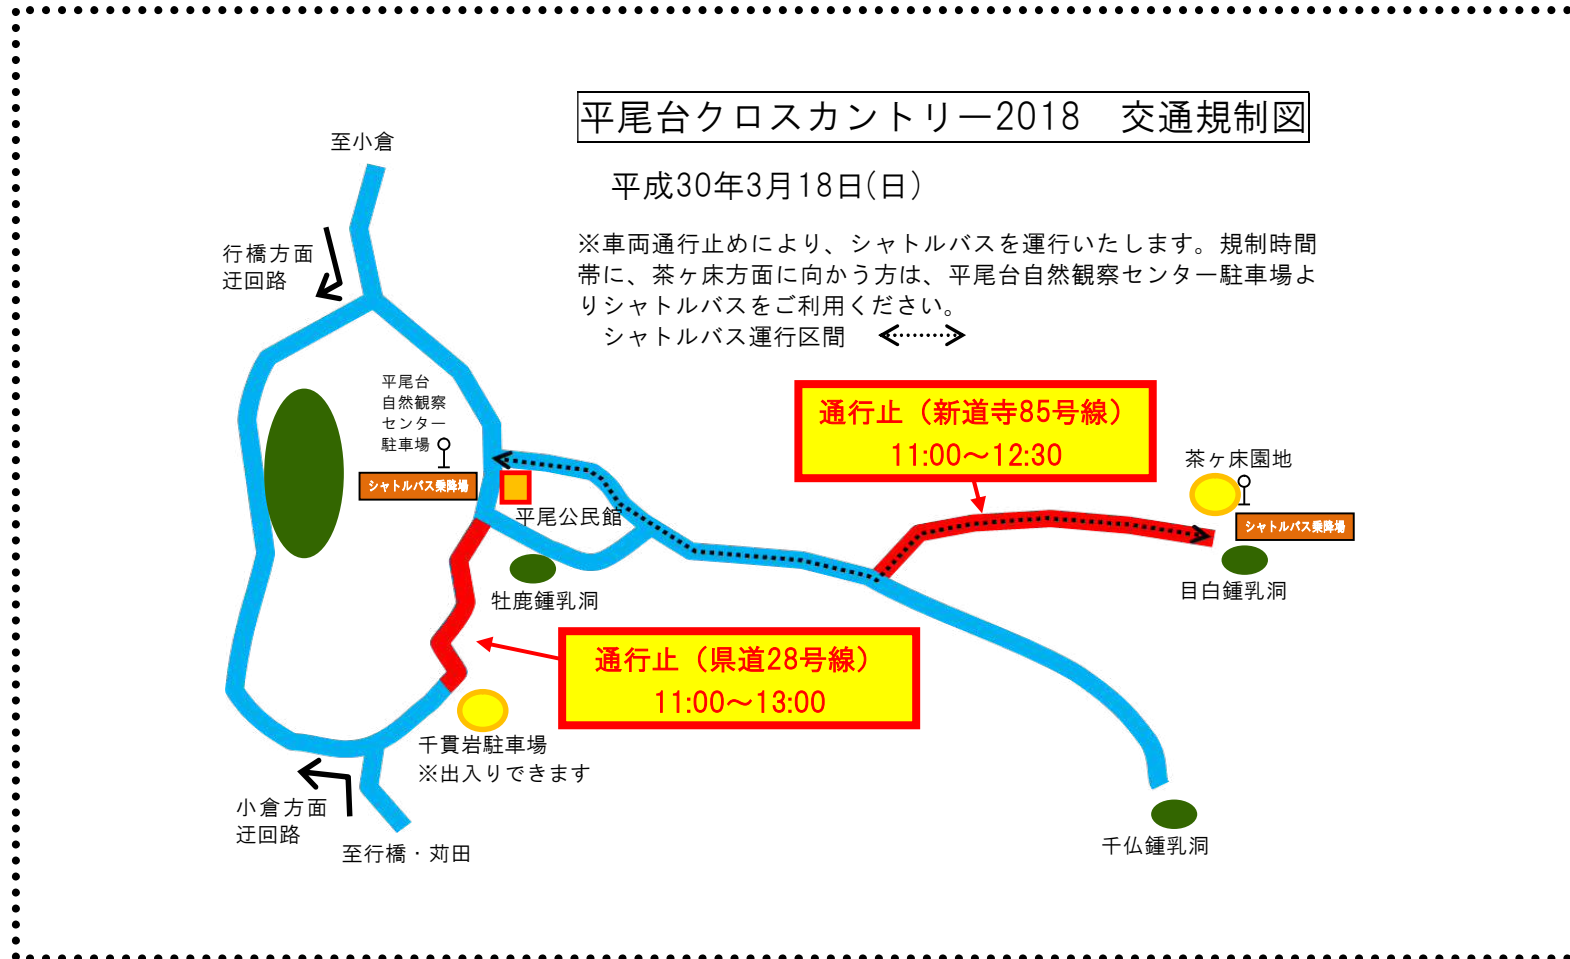 平尾台クロスカントリー2018　交通規制図
平成30年3月18日(日)
※車両通行止めにより、シャトルバスを運行いたします。規制時間
帯に、茶ヶ床方面に向かう方は、平尾台自然観察センター駐車場よ
りシャトルバスをご利用ください。
シャトルバス運行区間
至小倉
行橋方面
迂回路
平尾台
自然観察
センター
駐車場
シャトルバス乗降場
平尾公民館
牡鹿鍾乳洞
通行止（新道寺85号線）
11:00～12:30
茶ヶ床園地
シャトルバス乗降場
目白鍾乳洞
通行止（県道28号線）
11:00～13:00
千貫岩駐車場
※出入りできます
小倉方面
迂回路
至行橋・苅田
千仏鍾乳洞